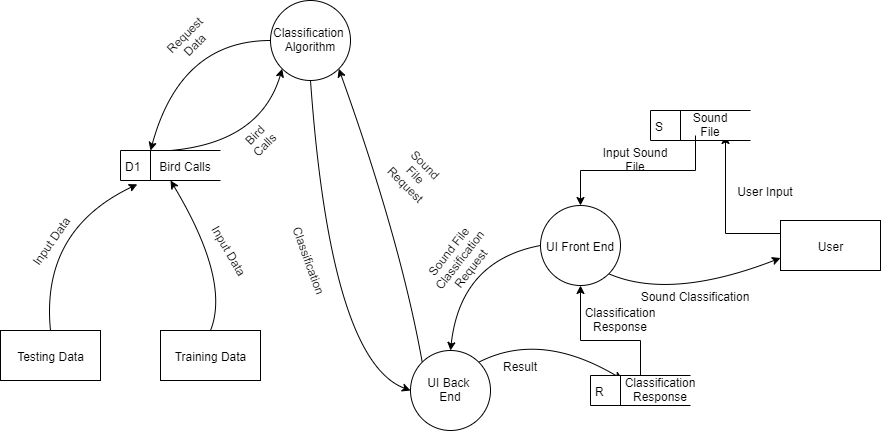 Classification
Algorithm
Request
Data
Bird
Calls
D1
Bird Calls
Input Data
Input Data
Testing Data
Training Data
Classification
Sound
File
Request
Sound File
Classification
Request
UI Back
End
Result
R
Classification
Response
Classification
Response
UI Front End
Input Sound
File
S
Sound
File
User Input
User
Sound Classification